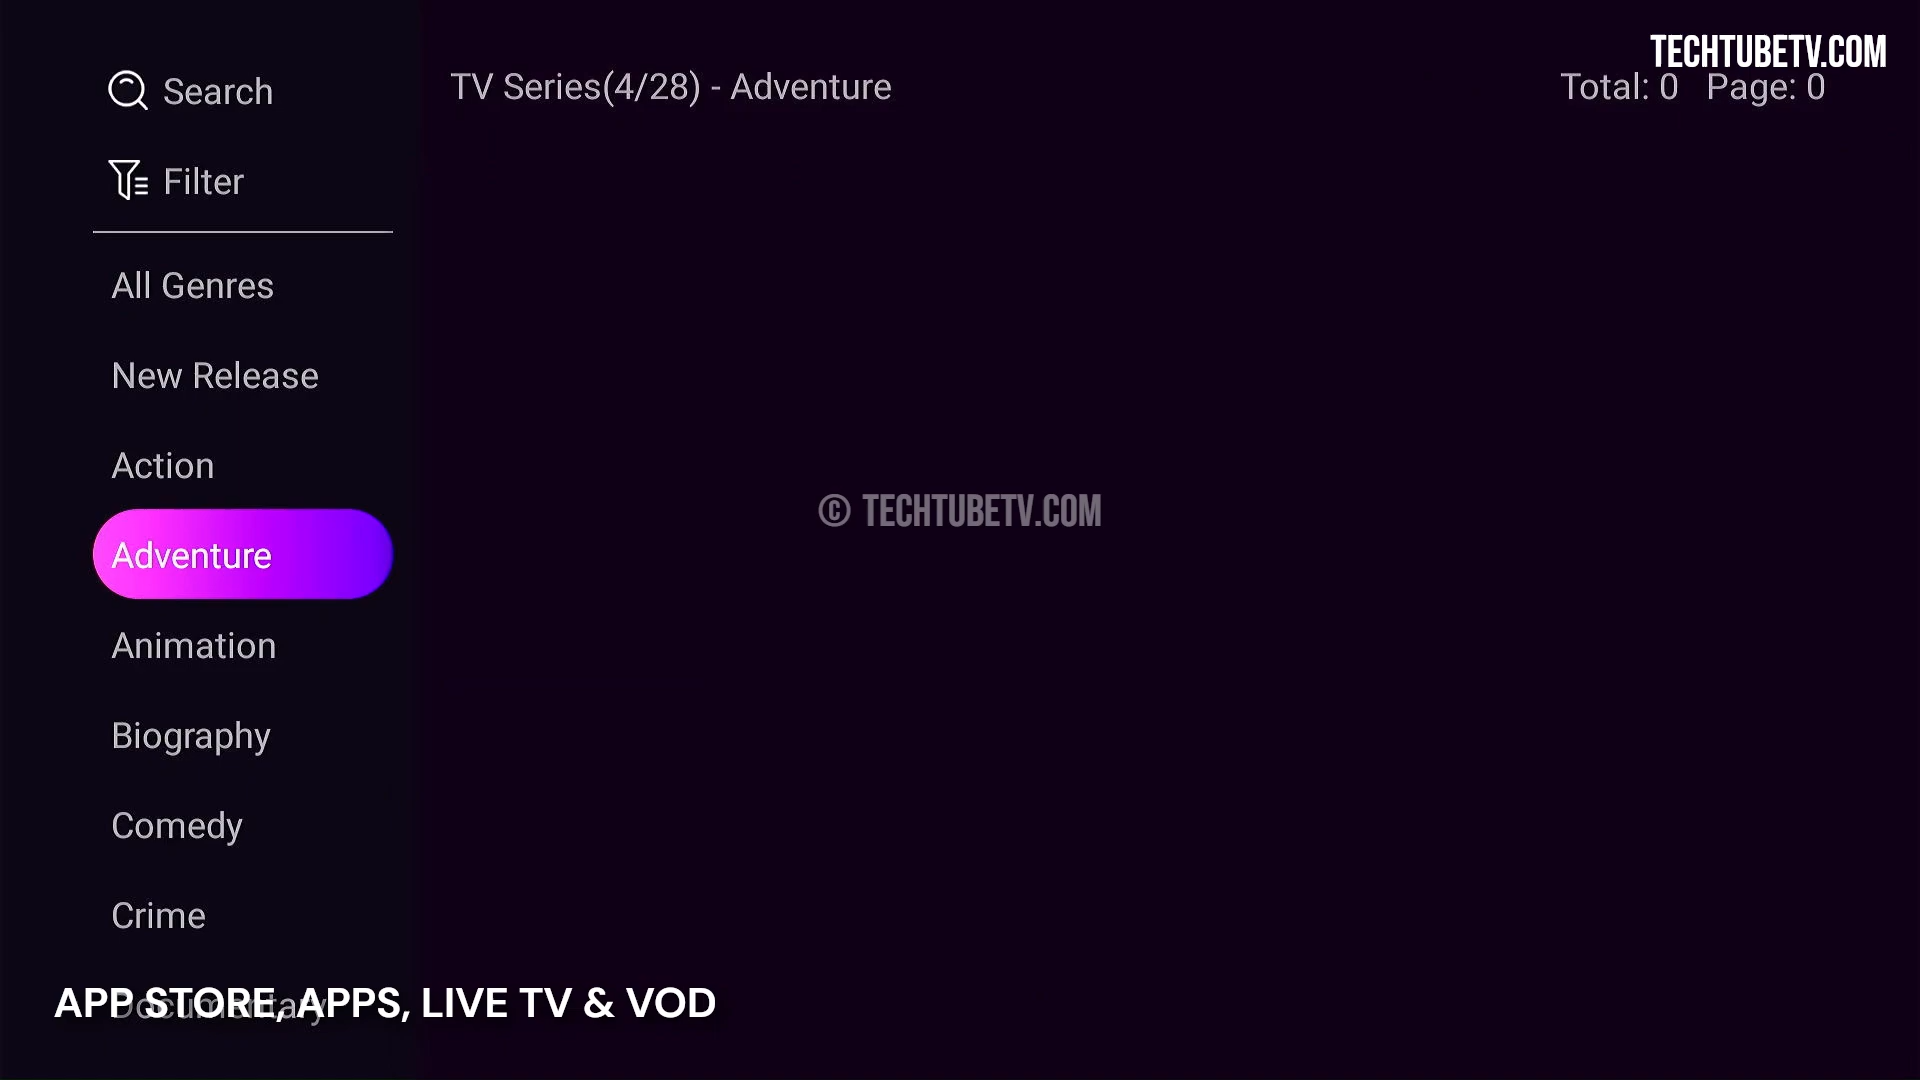 TECHTUBETV.COM
Search
TV Series(4/28) - Adventure
Total: 0 Page: 0
Filter
All Genres
New Release
Action
© TECHTUBETV.COM
Adventure
Animation
Biography
Comedy
Crime
Documentary
APP STORE, APPS, LIVE TV & VOD